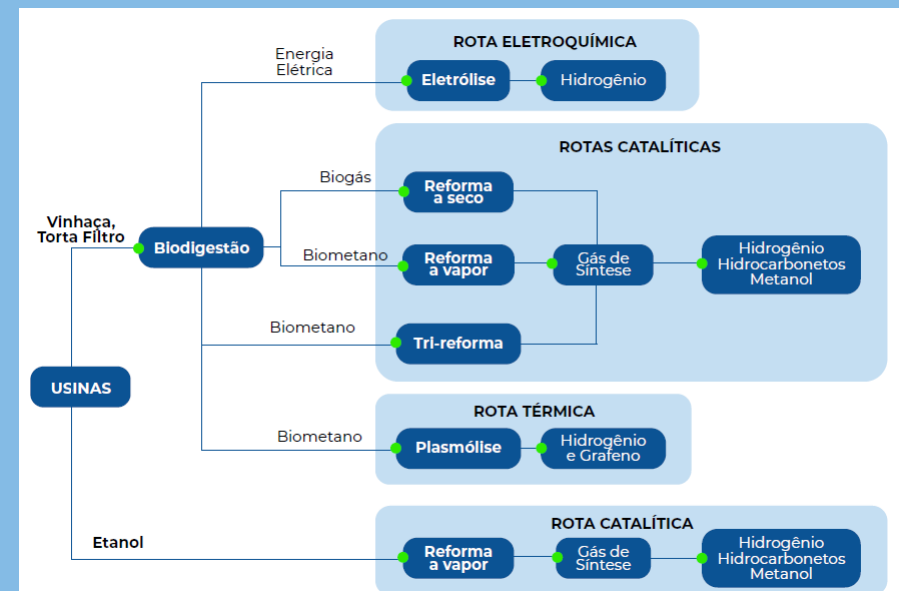 ROTA ELETROQUÍMICA
Energia
Elétrica
Eletrólise
Hidrogênio
ROTAS CATALÍTICAS
Biogás
Reforma
a seco
Vinhaça,
Torta Filtro
Biodigestão
Biometano
Reforma
a vapor
Gás de
Síntese
Hidrogênio
Hidrocarbonetos
Metanol
Biometano
Tri-reforma
USINAS
ROTA TÉRMICA
Biometano
Plasmólise
Hidrogênio
e Grafeno
ROTA CATALÍTICA
Etanol
Reforma
a vapor
Gás de
Síntese
Hidrogênio
Hidrocarbonetos
Metanol